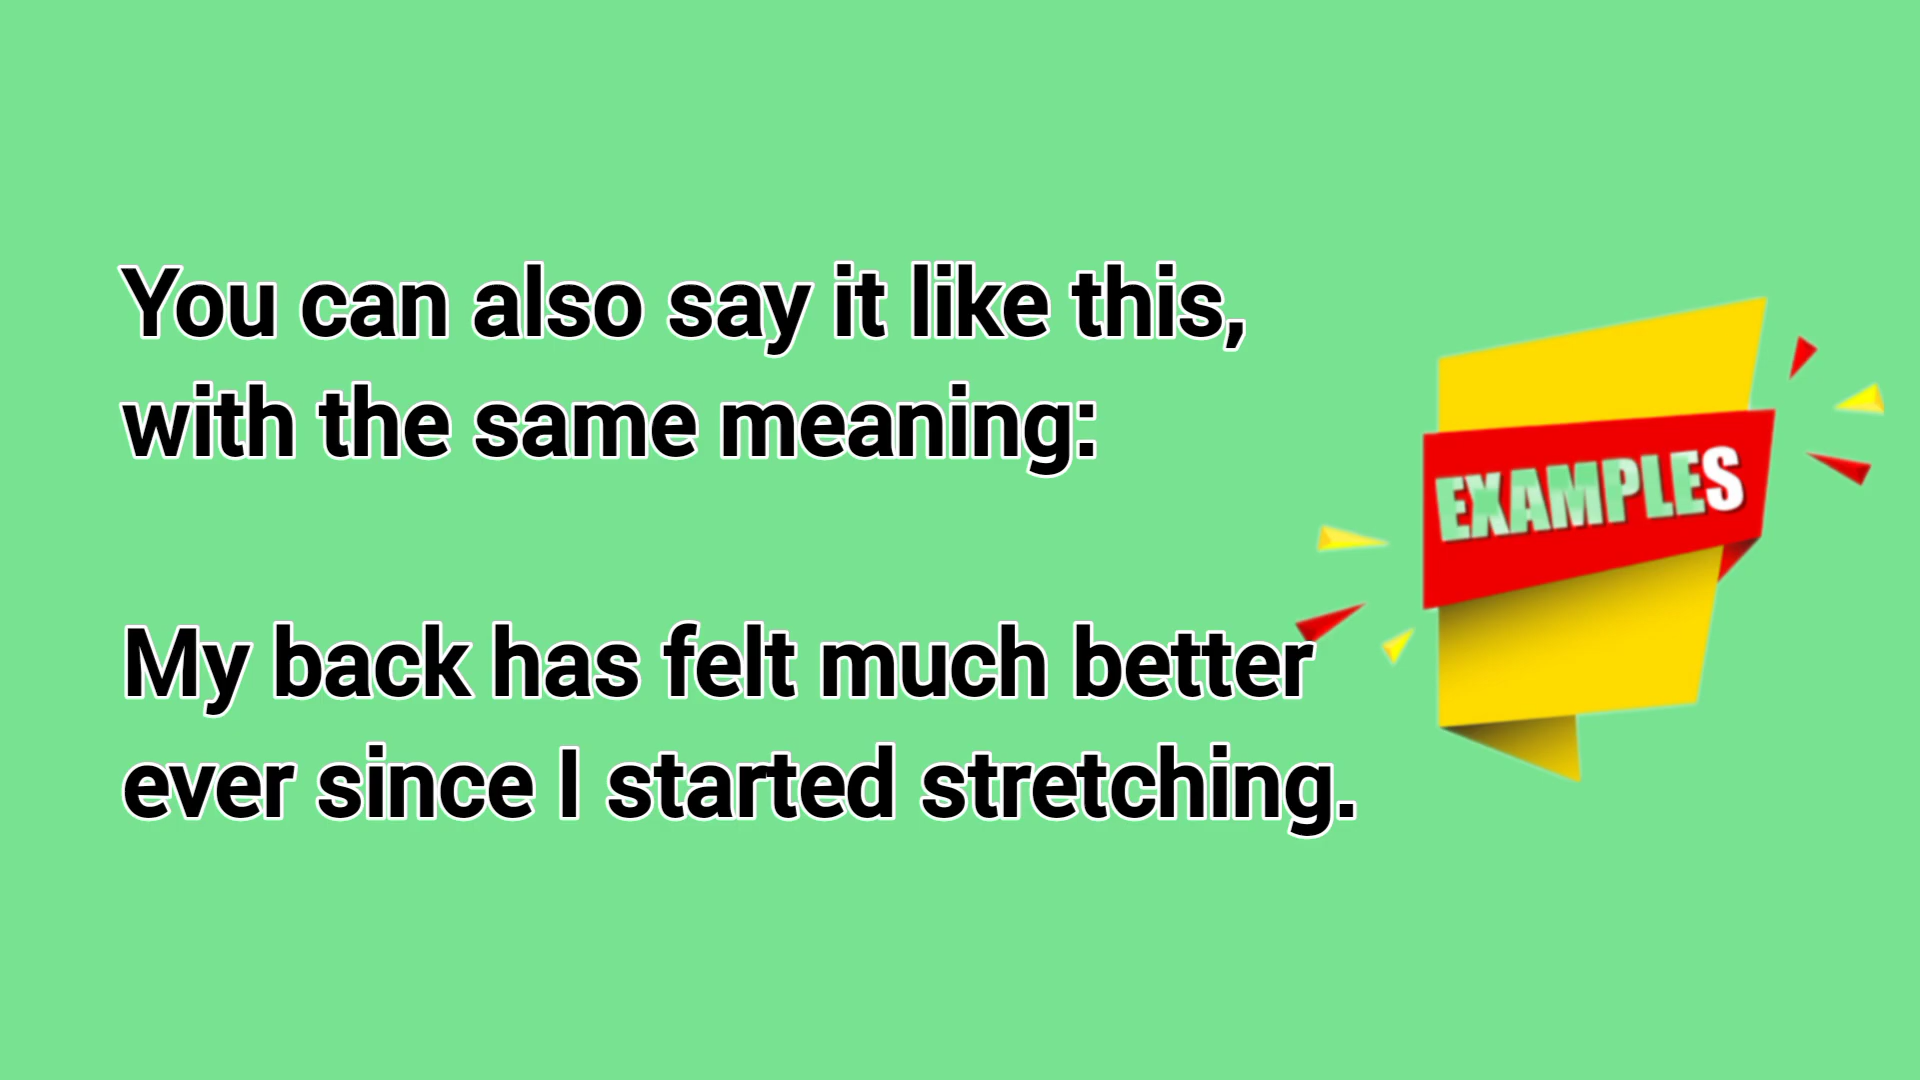 You can also say it like this,
with the same meaning:
EXAMPLES
My back has felt much better
ever since I started stretching.